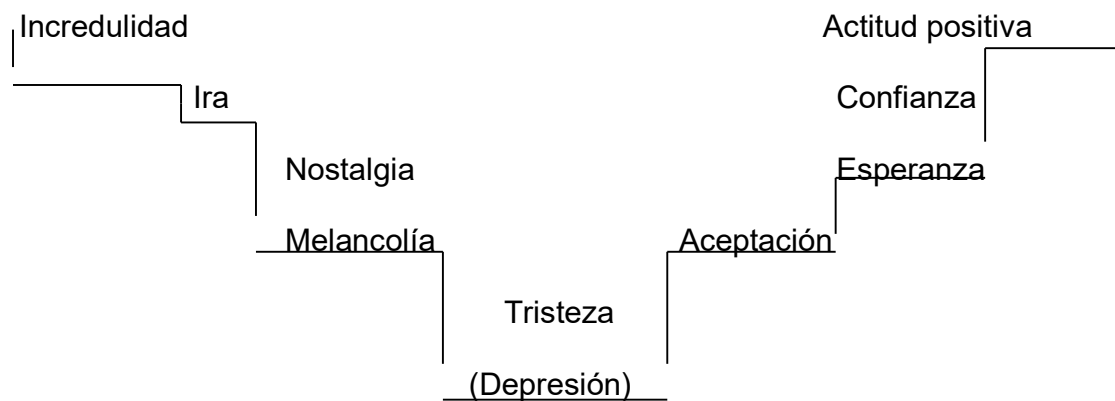 Incredulidad
Actitud positiva
Ira
Confianza
Nostalgia
Esperanza
Melancolía
Aceptación
Tristeza
(Depresión)